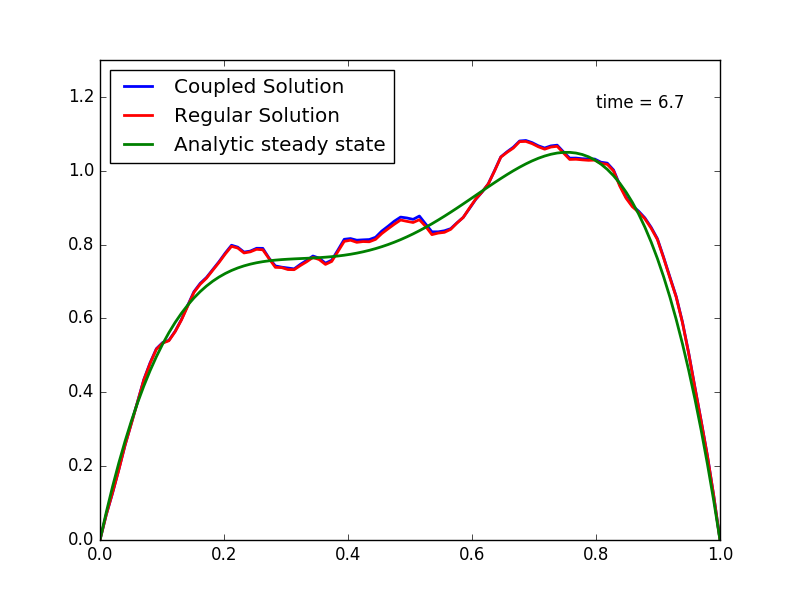 Coupled Solution
Regular Solution
Analytic steady state
time = 6.7
1.2
1.0
0.8
0.6
0.4
0.2
0.0
0.0 0.2 0.4 0.6 0.8 1.0